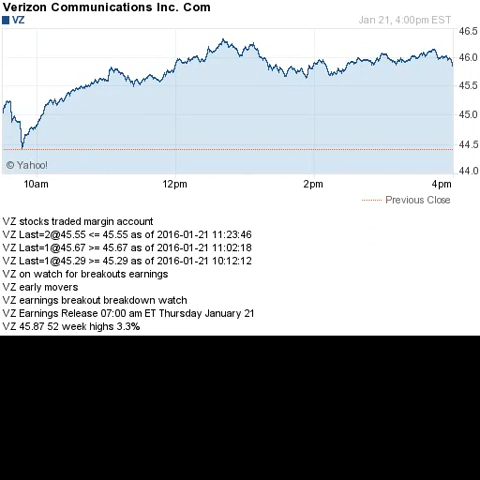 Verizon Communications Inc. Com
VZ Jan 21, 4:00pm EST
46.5
46.0
45.5
45.0
44.5
44.0
© Yahoo!
10am 12pm 2pm 4pm
Previous Close
VZ stocks traded margin account
VZ Last=2@45.55 <= 45.55 as of 2016-01-21 11:23:46
VZ Last=1@45.67 >= 45.67 as of 2016-01-21 11:02:18
VZ Last=1@45.29 >= 45.29 as of 2016-01-21 10:12:12
VZ on watch for breakouts earnings
VZ early movers
VZ earnings breakout breakdown watch
VZ Earnings Release 07:00 am ET Thursday January 21
VZ 45.87 52 week highs 3.3%